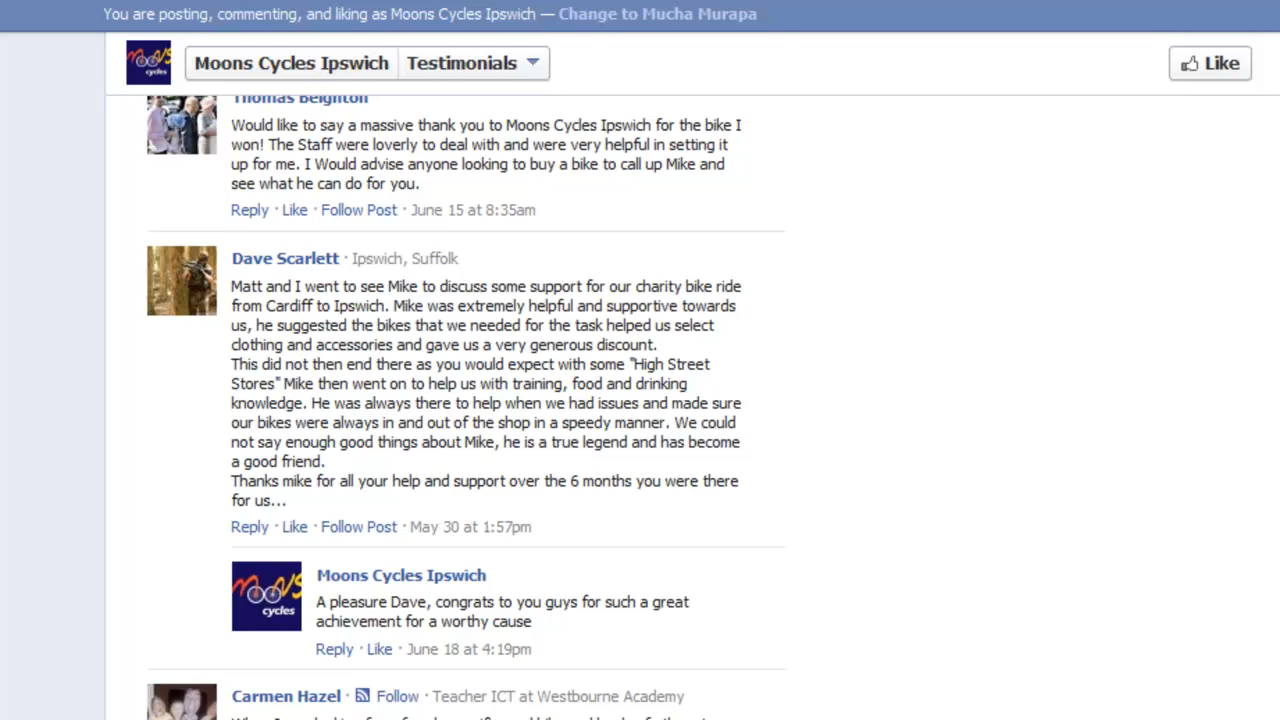 You are posting, commenting, and liking as Moons Cycles Ipswich — Change to Mucha Murapa
Moons Cycles Ipswich Testimonials Like
Thomas Beighton
Would like to say a massive thank you to Moons Cycles Ipswich for the bike I
won! The Staff were loverly to deal with and were very helpful in setting it
up for me. I Would advise anyone looking to buy a bike to call up Mike and
see what he can do for you.
Reply · Like · Follow Post · June 15 at 8:35am
Dave Scarlett · Ipswich, Suffolk
Matt and I went to see Mike to discuss some support for our charity bike ride
from Cardiff to Ipswich. Mike was extremely helpful and supportive towards
us, he suggested the bikes that we needed for the task helped us select
clothing and accessories and gave us a very generous discount.
This did not then end there as you would expect with some "High Street
Stores" Mike then went on to help us with training, food and drinking
knowledge. He was always there to help when we had issues and made sure
our bikes were always in and out of the shop in a speedy manner. We could
not say enough good things about Mike, he is a true legend and has become
a good friend.
Thanks mike for all your help and support over the 6 months you were there
for us...
Reply · Like · Follow Post · May 30 at 1:57pm
Moons Cycles Ipswich
A pleasure Dave, congrats to you guys for such a great
achievement for a worthy cause
Reply · Like · June 18 at 4:19pm
Carmen Hazel · Follow · Teacher ICT at Westbourne Academy